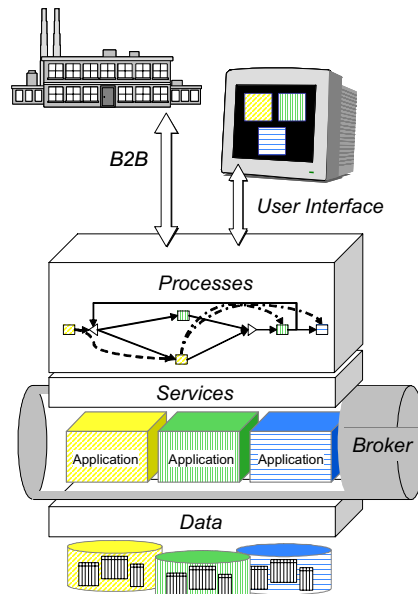 B2B
User Interface
Processes
Services
Broker
Application
Application
Application
Data